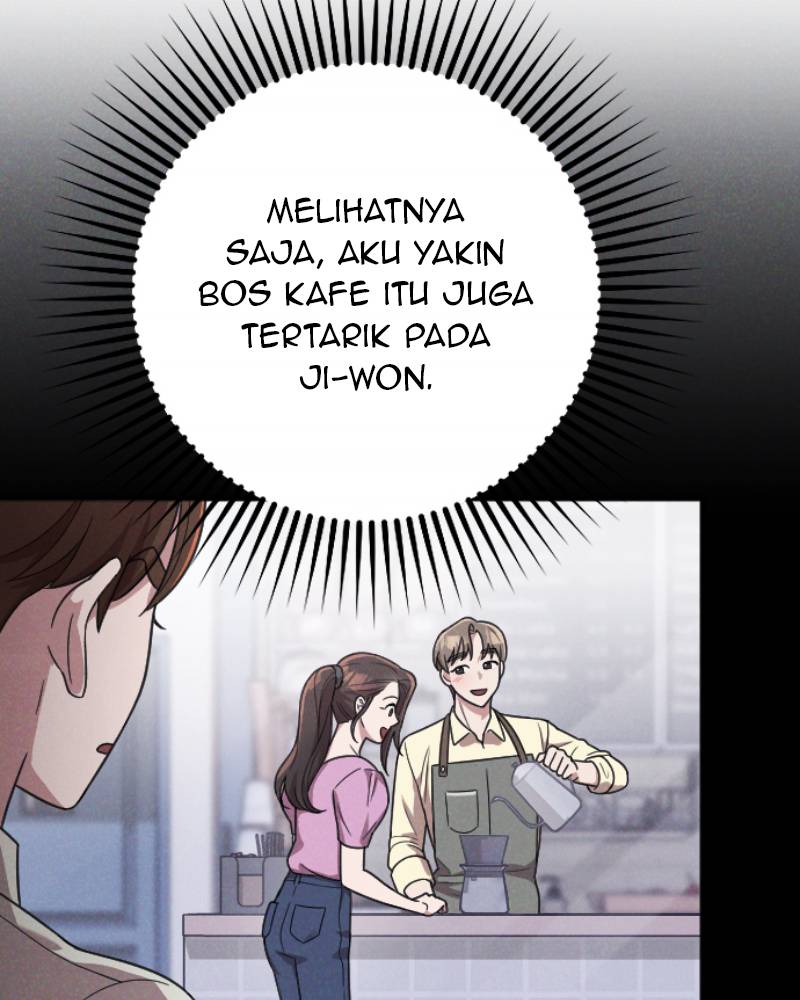 MELIHATNYA
SAJA, AKU YAKIN
BOS KAFE ITU JUGA
TERTARIK PADA
JI-WON.